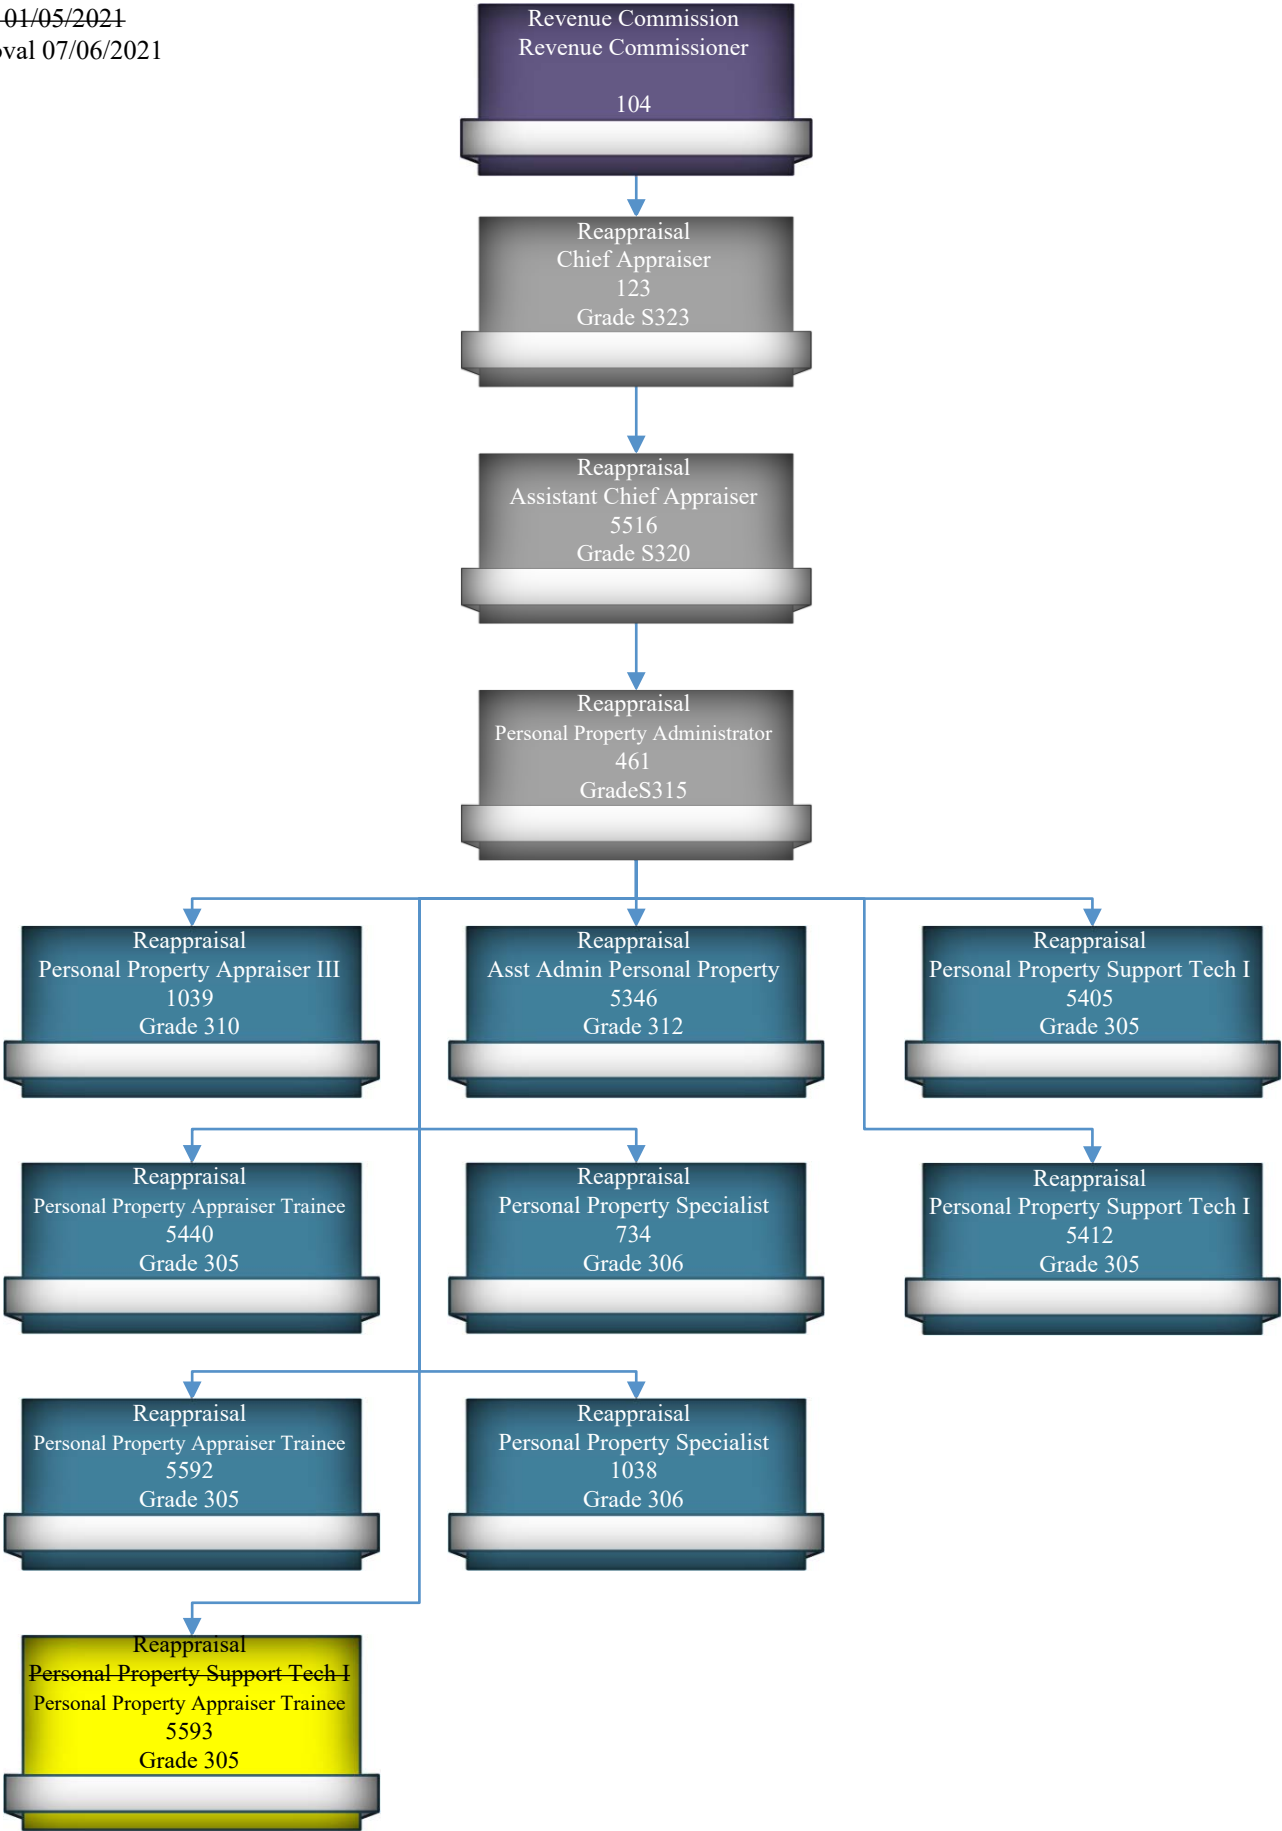 01/05/2021
07/06/2021
Revenue Commission
Revenue Commissioner
104
Reappraisal
Chief Appraiser
123
Grade S323
Reappraisal
Assistant Chief Appraiser
5516
Grade S320
Reappraisal
Personal Property Administrator
461
GradeS315
Reappraisal
Personal Property Appraiser III
1039
Grade 310
Reappraisal
Asst Admin Personal Property
5346
Grade 312
Reappraisal
Personal Property Support Tech I
5405
Grade 305
Reappraisal
Personal Property Appraiser Trainee
5440
Grade 305
Reappraisal
Personal Property Specialist
734
Grade 306
Reappraisal
Personal Property Support Tech I
5412
Grade 305
Reappraisal
Personal Property Appraiser Trainee
5592
Grade 305
Reappraisal
Personal Property Specialist
1038
Grade 306
Reappraisal
Personal Property Support Tech I
Personal Property Appraiser Trainee
5593
Grade 305